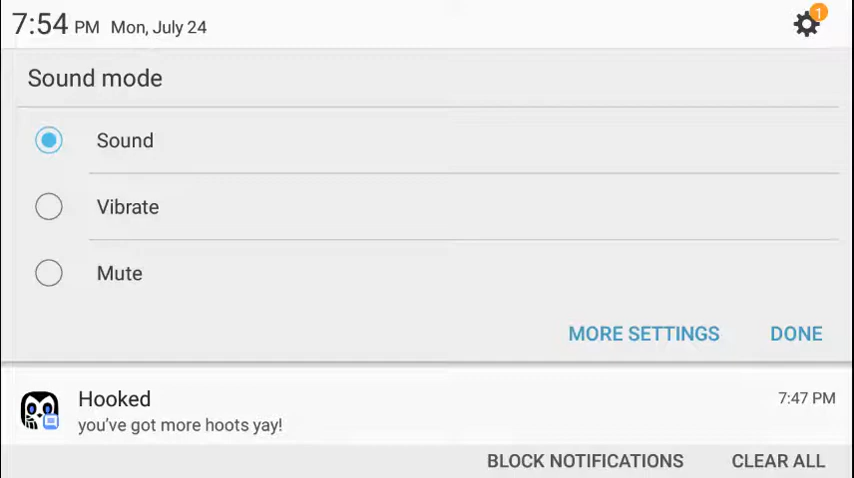 7:54 PM Mon, July 24
1
Sound mode
Sound
Vibrate
Mute
MORE SETTINGS DONE
Hooked 7:47 PM
you've got more hoots yay!
BLOCK NOTIFICATIONS CLEAR ALL